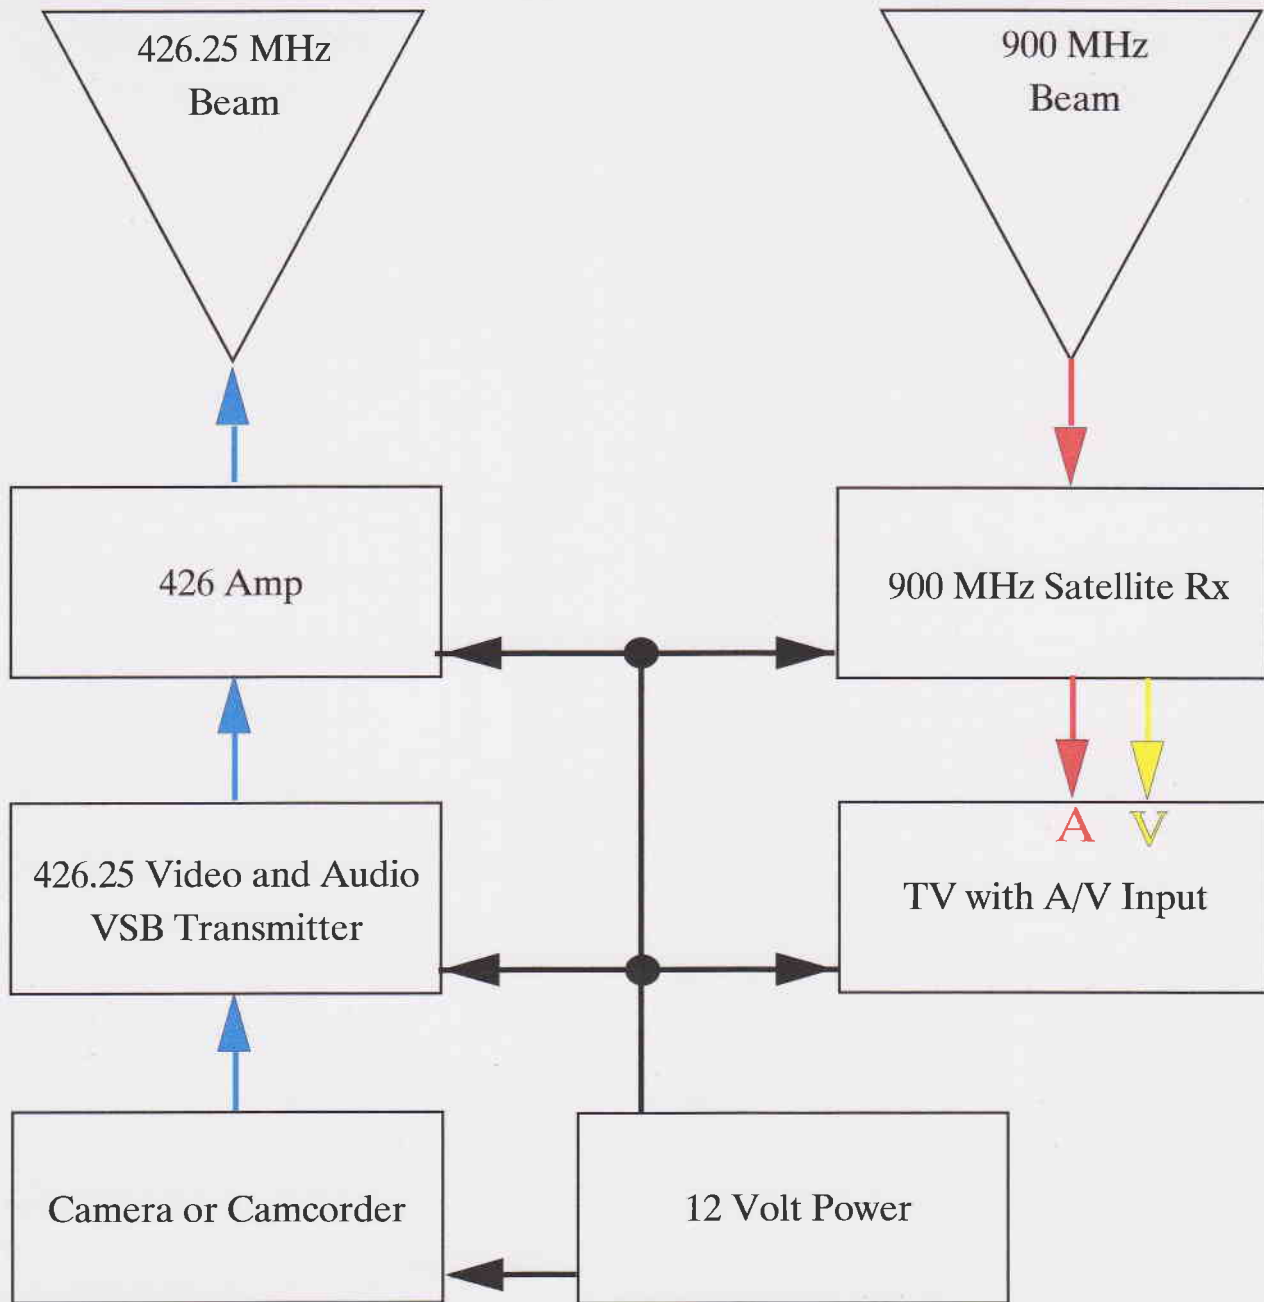 426.25 MHz
Beam
900 MHz
Beam
426 Amp
900 MHz Satellite Rx
426.25 Video and Audio
VSB Transmitter
A V
TV with A/V Input
Camera or Camcorder
12 Volt Power